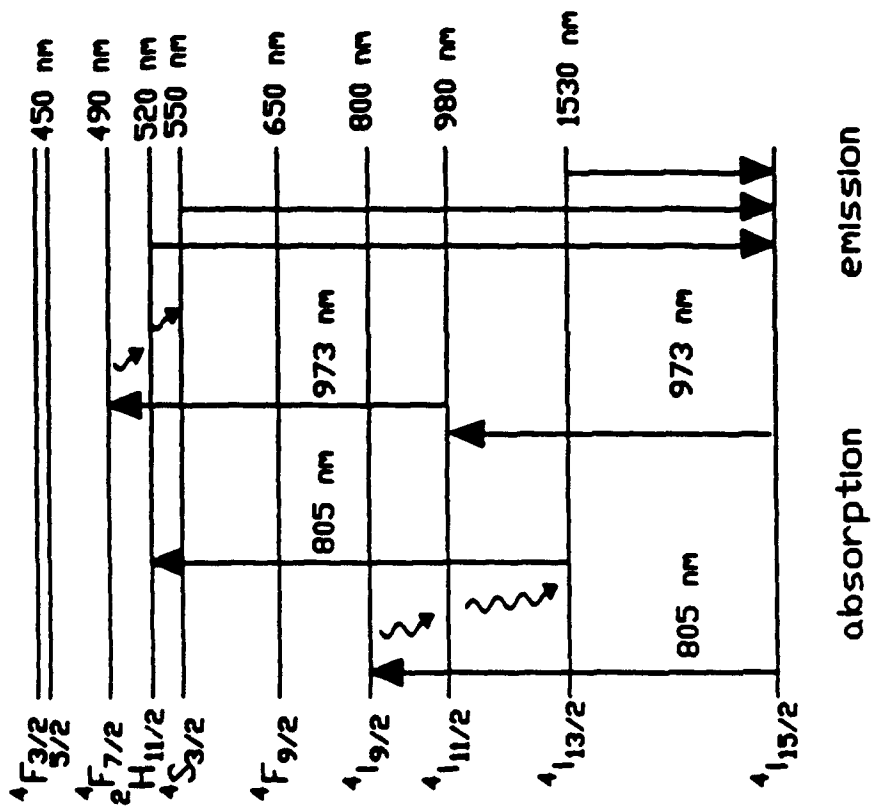 ⁴F₃/₂
₅/₂
450 nm
⁴F₇/₂
490 nm
²H₁₁/₂
520 nm
⁴S₃/₂
550 nm
⁴F₉/₂
650 nm
⁴I₉/₂
800 nm
⁴I₁₁/₂
980 nm
⁴I₁₃/₂
1530 nm
⁴I₁₅/₂
805 nm
973 nm
805 nm
973 nm
absorption
emission